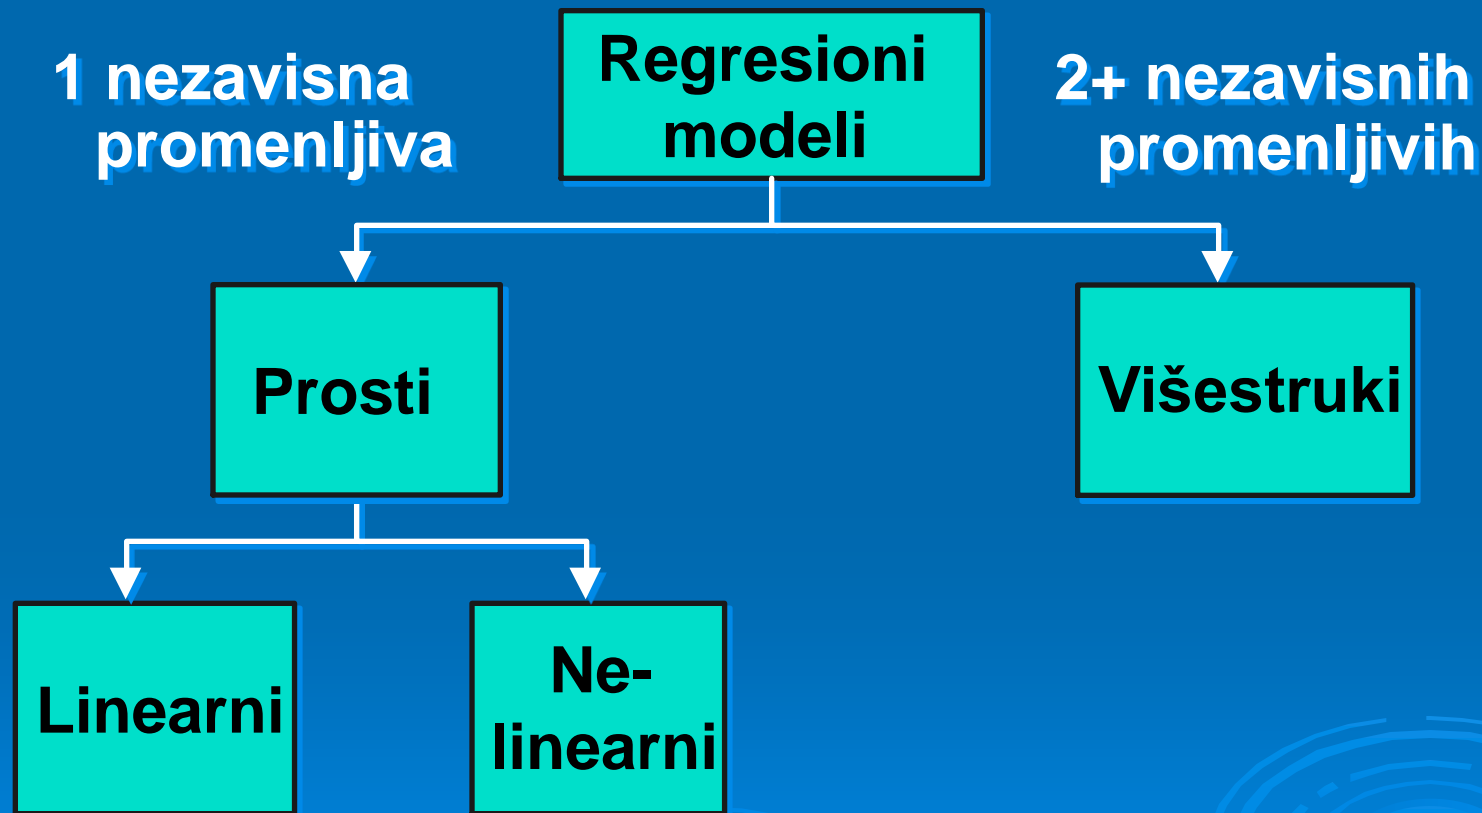 1 nezavisna
promenljiva
Regresioni
modeli
2+ nezavisnih
promenljivih
Prosti
Višestruki
Linearni
Ne-
linearni